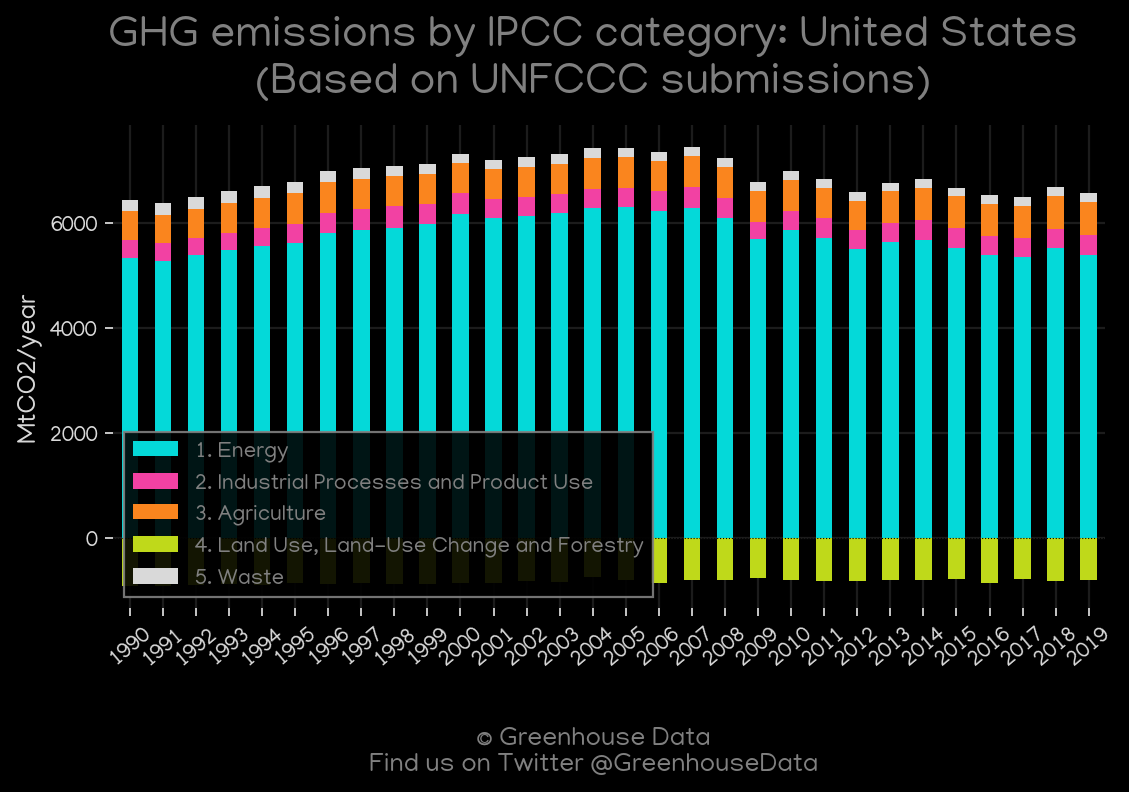 GHG emissions by IPCC category: United States
(Based on UNFCCC submissions)
MtCO2/year
6000
4000
2000
0
1. Energy
2. Industrial Processes and Product Use
3. Agriculture
4. Land Use, Land-Use Change and Forestry
5. Waste
1990 1991 1992 1993 1994 1995 1996 1997 1998 1999 2000 2001 2002 2003 2004 2005 2006 2007 2008 2009 2010 2011 2012 2013 2014 2015 2016 2017 2018 2019
© Greenhouse Data
Find us on Twitter @GreenhouseData